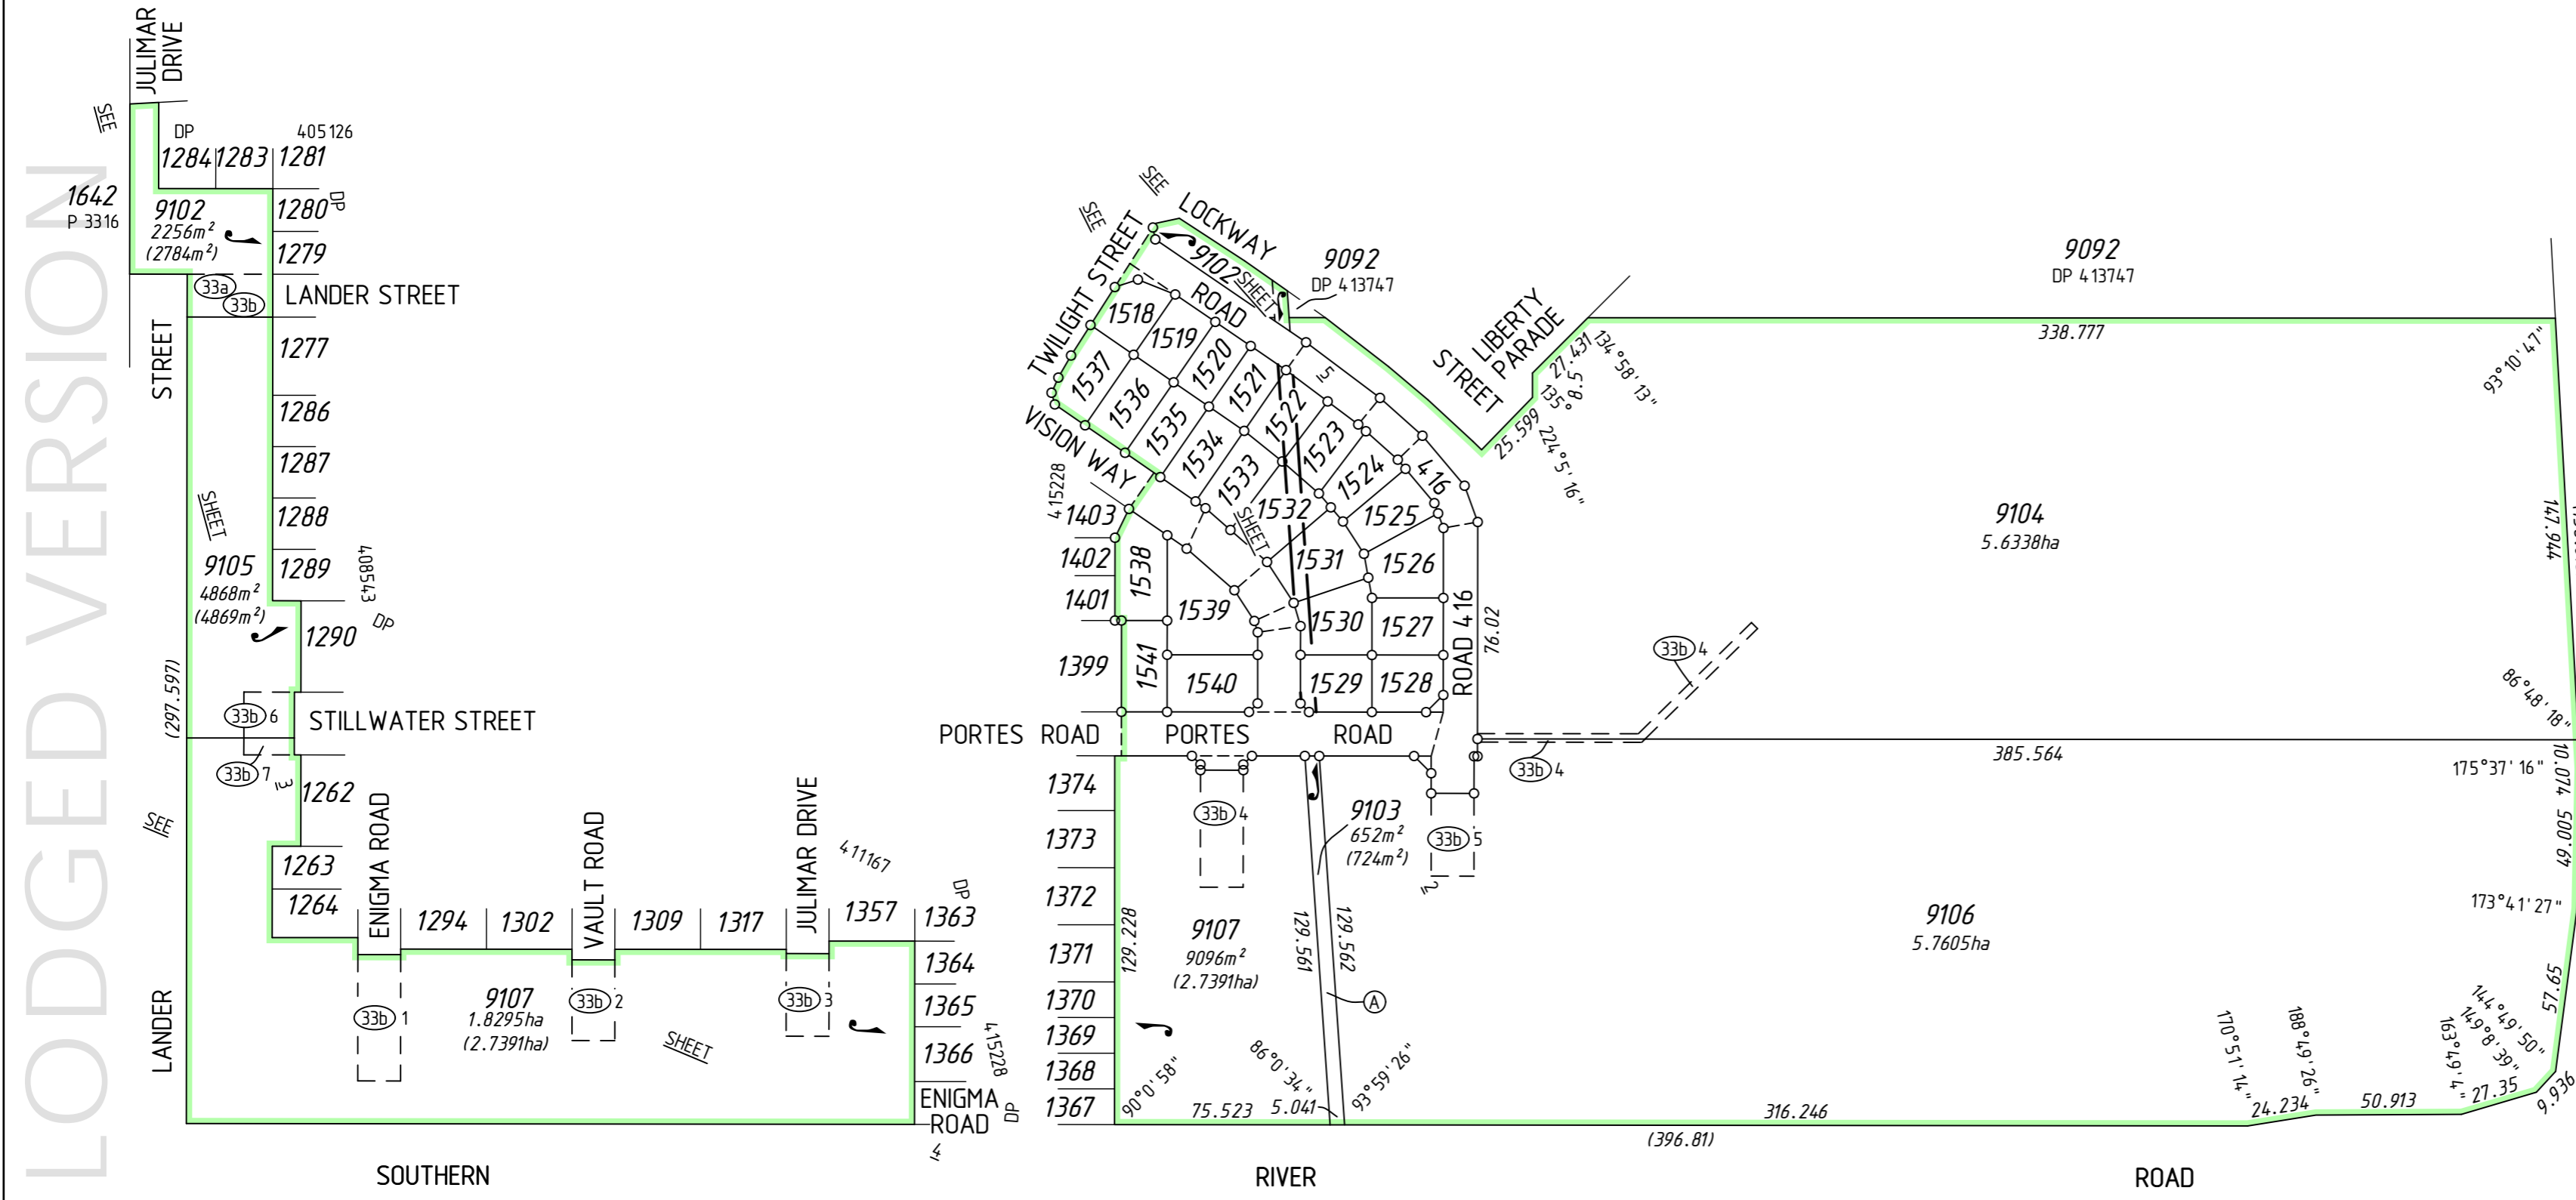 LODGED VERSION
JULIMAR
DRIVE
SEE
DP
405126
1284
1283
1281
DP
1642
P 3316
9102
2256m²
(2784m²)
1280
1279
33a
33b
LANDER STREET
STREET
1277
1286
1287
1288
1289
SHEET
9105
4868m²
(4869m²)
408543
DP
1290
(297.597)
33b 6
STILLWATER STREET
33b 7
3
1262
SEE
1263
1264
ENIGMA ROAD
1294
1302
VAULT ROAD
1309
1317
JULIMAR DRIVE
1357
411167
DP
1363
1364
1365
1366
415228
DP
ENIGMA
ROAD
4
33b 1
9107
1.8295ha
(2.7391ha)
33b 2
33b 3
SHEET
LANDER
SOUTHERN
RIVER
ROAD
SEE
SEE
LOCKWAY
TWILIGHT STREET
9102
SHEET
ROAD
9092
DP 413747
9092
DP 413747
1518
1519
1520
1521
1522
1523
1524
1525
1526
1527
1528
1529
1530
1531
1532
1533
1534
1535
1536
1537
5
416
VISION WAY
415228
SHEET
1403
1402
1401
1399
1538
1539
1541
1540
PORTES ROAD
PORTES
ROAD
ROAD 416
76.02
STREET
LIBERTY
PARADE
27.431
134°58'13"
8.5
135°
25.599
224°5'16"
338.777
93°10'47"
9104
5.6338ha
147.944
33b 4
33b 4
86°48'18"
385.564
175°37'16"
10.074
500.64
1374
1373
1372
1371
1370
1369
1368
1367
33b 4
9103
652m²
(724m²)
33b 5
2
129.228
9107
9096m²
(2.7391ha)
129.561
129.562
A
9106
5.7605ha
173°41'27"
57.65
90°0'58"
86°0'34"
93°59'26"
75.523
5.041
316.246
(396.81)
170°51'14"
188°49'26"
163°49'4"
149°8'39"
144°49'50"
24.234
50.913
27.35
9.936